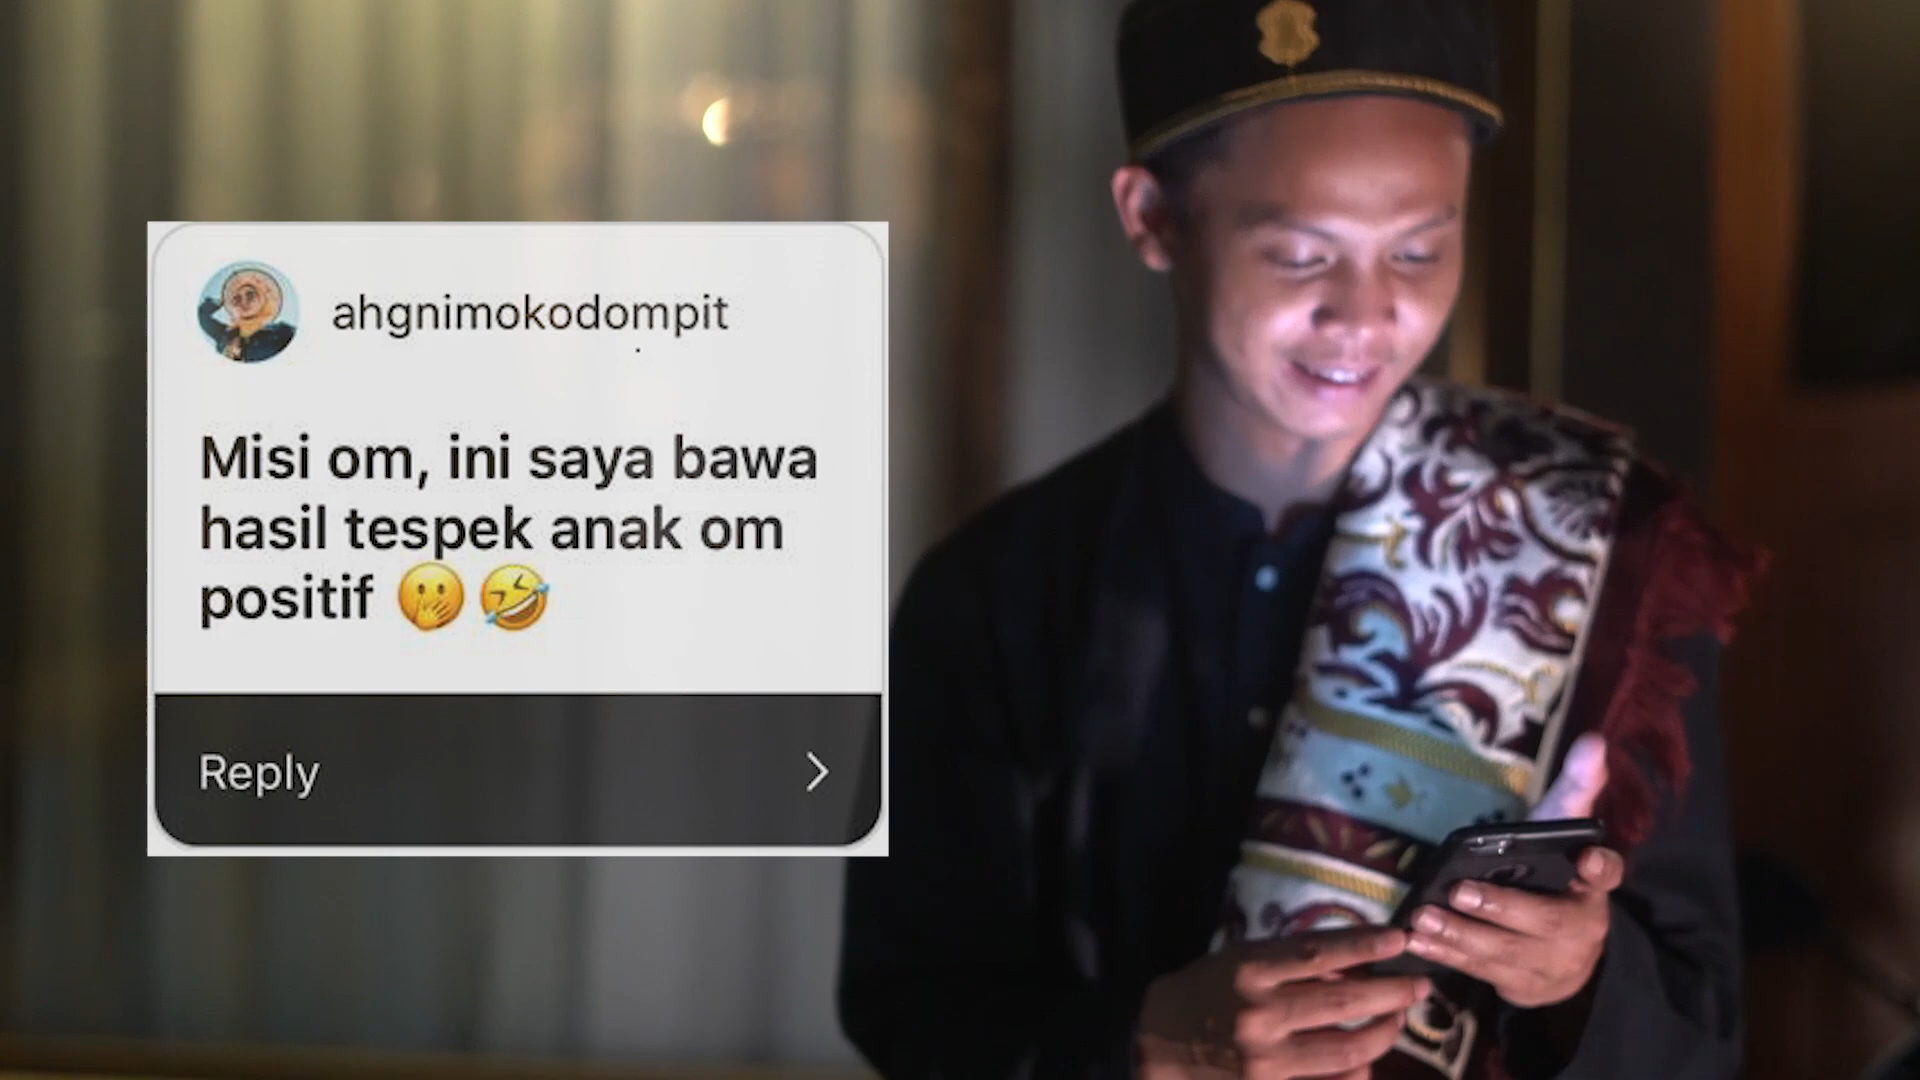 ahgnimokodompit
Misi om, ini saya bawa
hasil tespek anak om
positif 🤭🤣
Reply